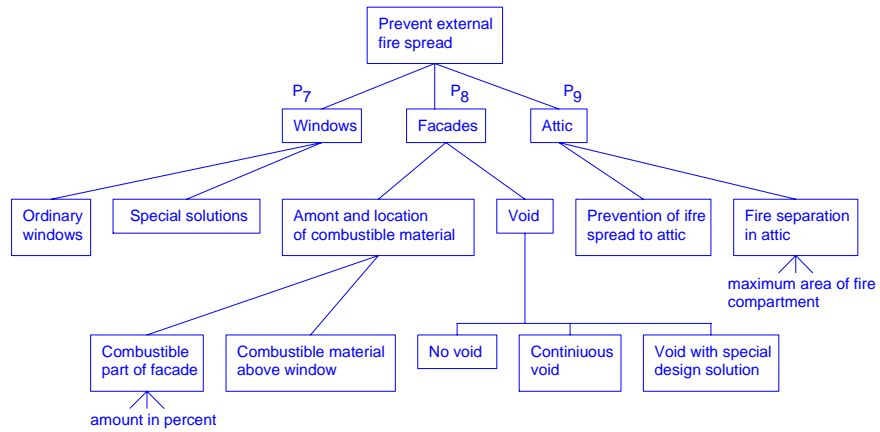 Prevent external
fire spread
P7
P8
P9
Windows
Facades
Attic
Ordinary
windows
Special solutions
Amont and location
of combustible material
Void
Prevention of ifre
spread to attic
Fire separation
in attic
maximum area of fire
compartment
Combustible
part of facade
Combustible material
above window
No void
Continiuous
void
Void with special
design solution
amount in percent